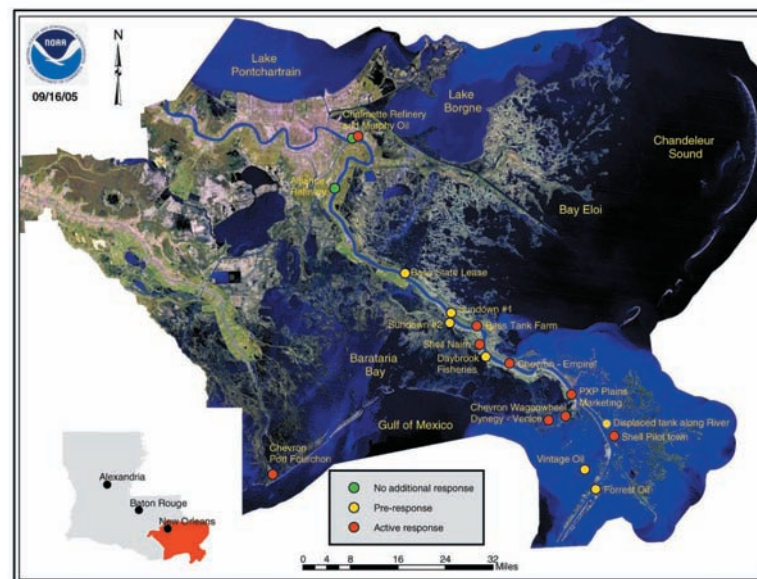 NOAA
09/16/05
N
Lake
Pontchartrain
Lake
Borgne
Chalmette Refinery
and Murphy Oil
Chandeleur
Sound
Alliance
Refinery
Bay Eloi
Bass State Lease
Sundown #1
Sundown #2
Bass Tank Farm
Shell Nairn
Barataria
Bay
Daybrook
Fisheries
Chevron - Empire
PXP Plains
Marketing
Chevron Wagonwheel
Dynegy - Venice
Gulf of Mexico
Displaced tank along River
Shell Pilot town
Chevron
Port Fourchon
Vintage Oil
Forrest Oil
Alexandria
Baton Rouge
New Orleans
No additional response
Pre-response
Active response
0 4 8 16 24 32
Miles